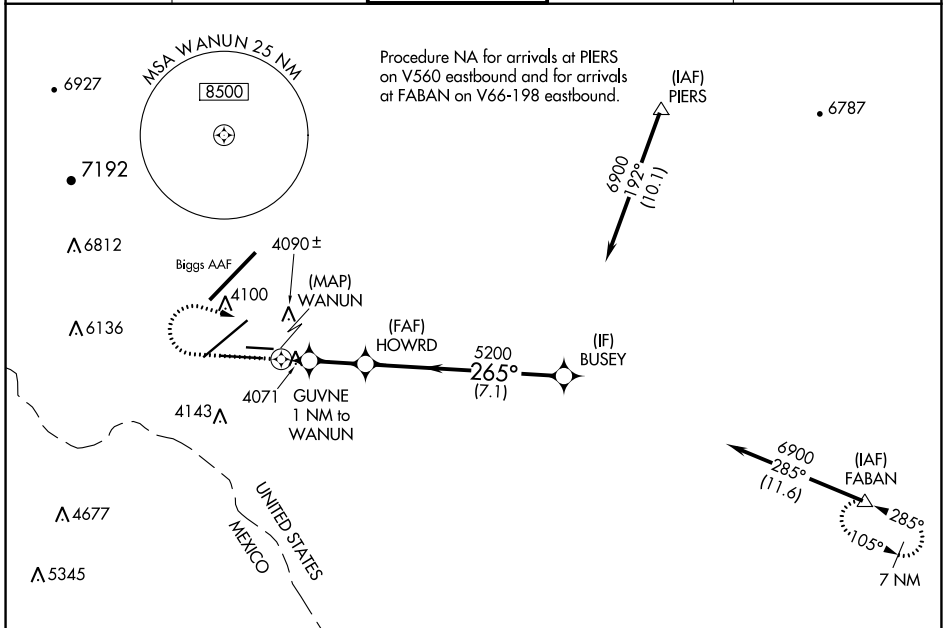 MSA WANUN 25 NM
8500
Procedure NA for arrivals at PIERS
on V560 eastbound and for arrivals
at FABAN on V66-198 eastbound.
6927
(IAF)
PIERS
6787
7192
6900
192°
(10.1)
6812
4090±
Biggs AAF
4100
(MAP)
WANUN
6136
(FAF)
HOWRD
(IF)
BUSEY
5200
265°
(7.1)
4071
GUVNE
1 NM to
WANUN
4143
6900
285°
(11.6)
(IAF)
FABAN
285°
105°
7 NM
4677
UNITED STATES
MEXICO
5345